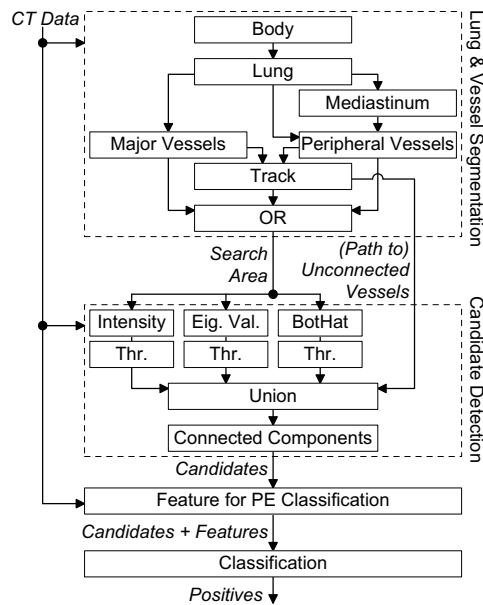 CT Data
Body
Lung
Mediastinum
Major Vessels
Peripheral Vessels
Track
OR
Lung & Vessel Segmentation
Search
Area
(Path to)
Unconnected
Vessels
Intensity
Eig. Val.
BotHat
Thr.
Thr.
Thr.
Union
Connected Components
Candidate Detection
Candidates
Feature for PE Classification
Candidates + Features
Classification
Positives